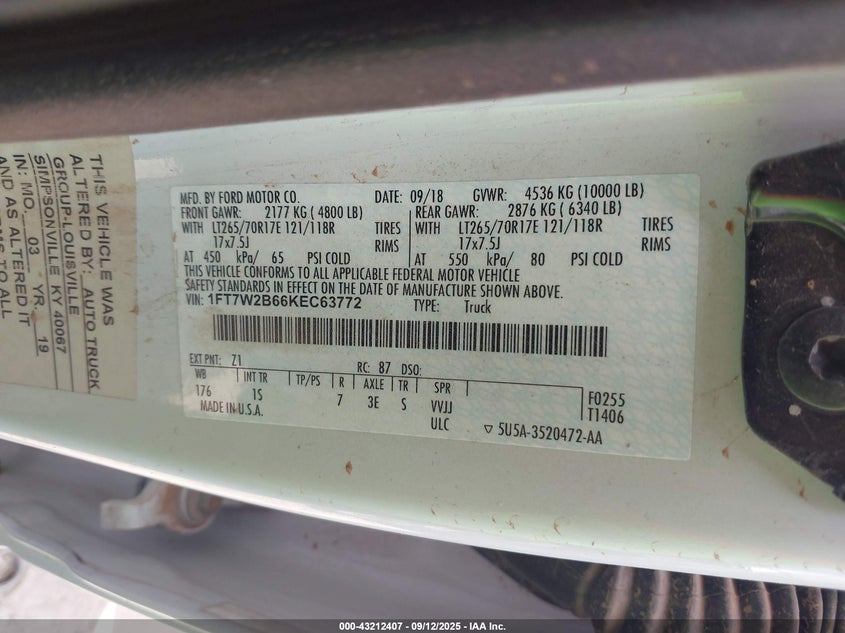 THIS VEHICLE WAS
ALTERED BY: AUTO TRUCK
GROUP-LOUISVILLE
SIMPSONVILLE KY 40067
IN: MO. 03 YR. 19
AND AS ALTERED IT
TO ALL
MFD. BY FORD MOTOR CO. DATE: 09/18 GVWR: 4536 KG (10000 LB)
FRONT GAWR: 2177 KG ( 4800 LB) REAR GAWR: 2876 KG ( 6340 LB)
WITH LT265/70R17E 121/118R TIRES WITH LT265/70R17E 121/118R TIRES
17x7.5J RIMS 17x7.5J RIMS
AT 450 kPa/ 65 PSI COLD AT 550 kPa/ 80 PSI COLD
THIS VEHICLE CONFORMS TO ALL APPLICABLE FEDERAL MOTOR VEHICLE
SAFETY STANDARDS IN EFFECT ON THE DATE OF MANUFACTURE SHOWN ABOVE.
VIN: 1FT7W2B66KEC63772 TYPE: Truck
EXT PNT: Z1 RC: 87 DSO:
WB INT TR TP/PS R AXLE TR SPR
176 1S 7 3E S VVJJ
MADE IN U.S.A. ULC
F0255
T1406
▽ 5U5A-3520472-AA
000-43212407 - 09/12/2025 - IAA Inc.